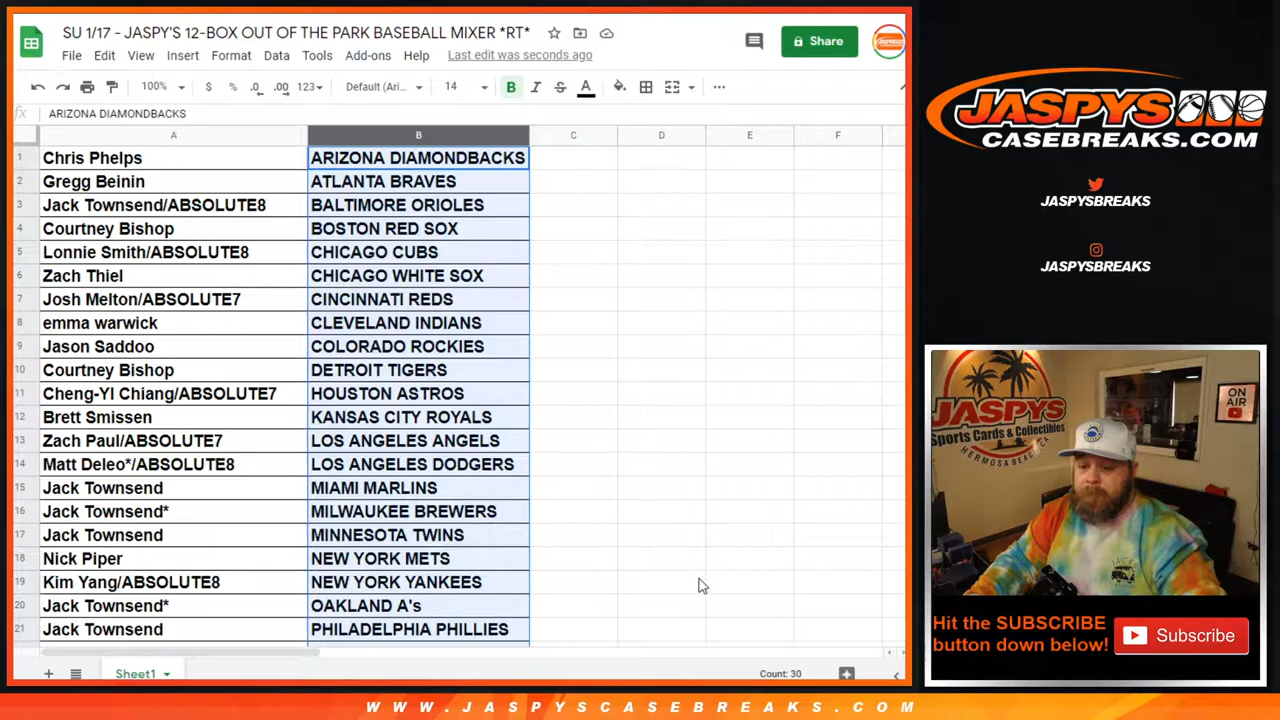 SU 1/17 - JASPY'S 12-BOX OUT OF THE PARK BASEBALL MIXER *RT*
File Edit View Insert Format Data Tools Add-ons Help Last edit was seconds ago
Share
100% $ % .0 .00 123 Default (Ari... 14 B I S A
fx ARIZONA DIAMONDBACKS
A B C D E F
1 Chris Phelps ARIZONA DIAMONDBACKS
2 Gregg Beinin ATLANTA BRAVES
3 Jack Townsend/ABSOLUTE8 BALTIMORE ORIOLES
4 Courtney Bishop BOSTON RED SOX
5 Lonnie Smith/ABSOLUTE8 CHICAGO CUBS
6 Zach Thiel CHICAGO WHITE SOX
7 Josh Melton/ABSOLUTE7 CINCINNATI REDS
8 emma warwick CLEVELAND INDIANS
9 Jason Saddoo COLORADO ROCKIES
10 Courtney Bishop DETROIT TIGERS
11 Cheng-YI Chiang/ABSOLUTE7 HOUSTON ASTROS
12 Brett Smissen KANSAS CITY ROYALS
13 Zach Paul/ABSOLUTE7 LOS ANGELES ANGELS
14 Matt Deleo*/ABSOLUTE8 LOS ANGELES DODGERS
15 Jack Townsend MIAMI MARLINS
16 Jack Townsend* MILWAUKEE BREWERS
17 Jack Townsend MINNESOTA TWINS
18 Nick Piper NEW YORK METS
19 Kim Yang/ABSOLUTE8 NEW YORK YANKEES
20 Jack Townsend* OAKLAND A's
21 Jack Townsend PHILADELPHIA PHILLIES
Sheet1 Count: 30
JASPYS
CASEBREAKS.COM
JASPYSBREAKS
JASPYSBREAKS
JASPYS
Sports Cards & Collectibles
HERMOSA BEACH, CA
ON
AIR
Hit the SUBSCRIBE
button down below!
Subscribe
WWW.JASPYSCASEBREAKS.COM